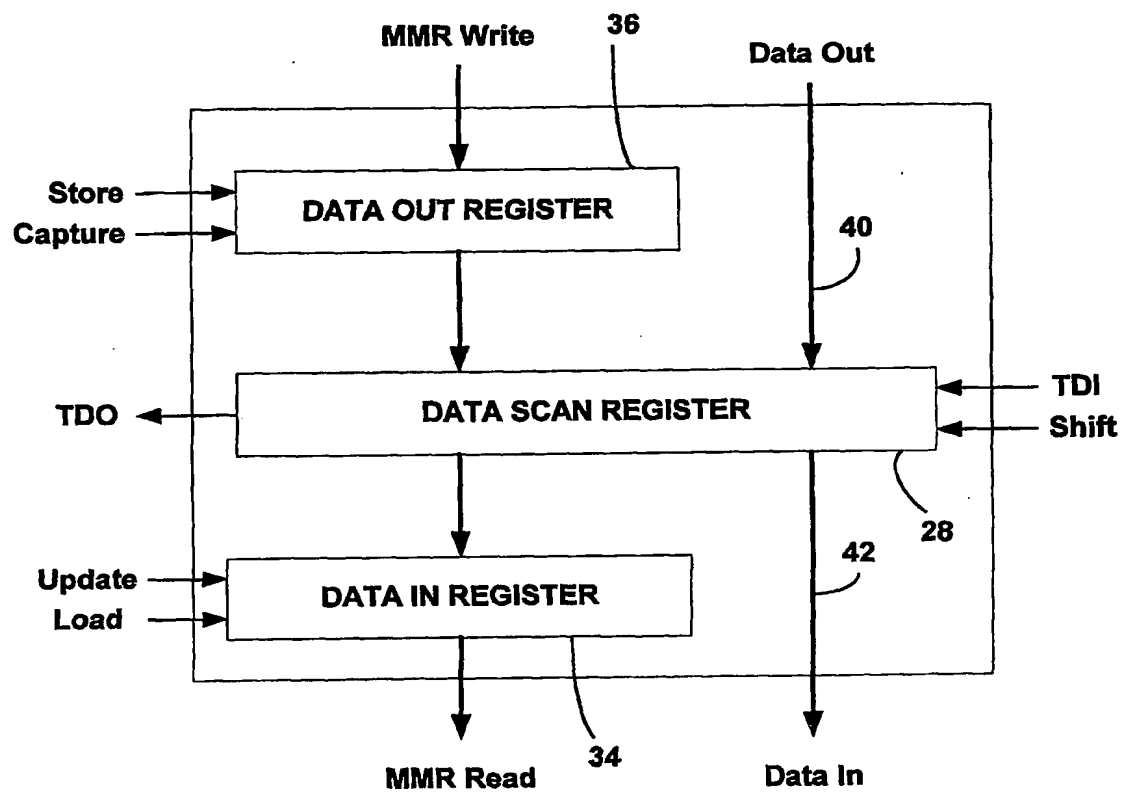 36
MMR Write
Data Out
Store
DATA OUT REGISTER
Capture
40
TDI
TDO
DATA SCAN REGISTER
Shift
28
42
Update
DATA IN REGISTER
Load
34
MMR Read
Data In